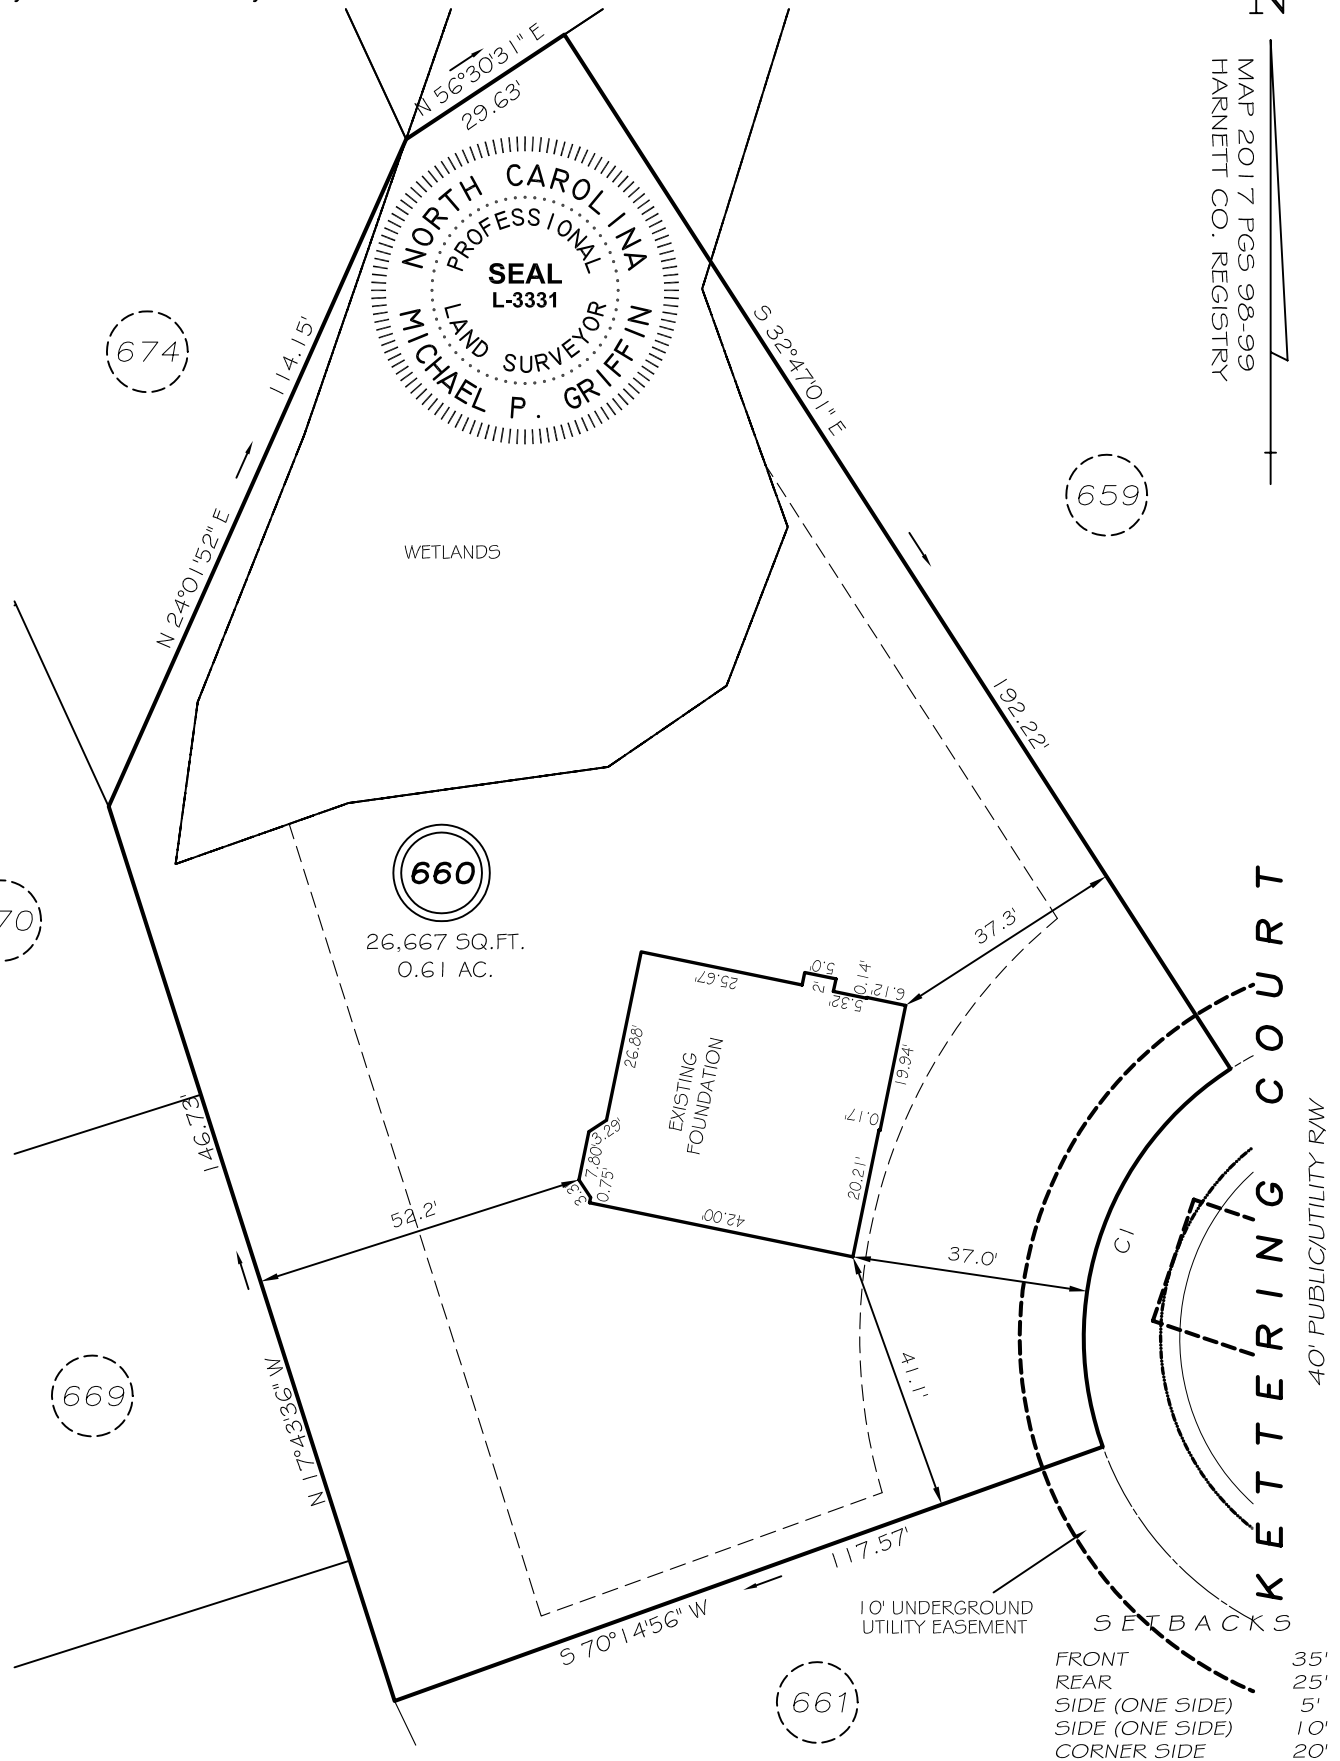 N
MAP 2017 PGS 98-99
HARNETT CO. REGISTRY
N 56°30'31" E
29.63'
NORTH CAROLINA
PROFESSIONAL
SEAL
L-3331
LAND SURVEYOR
MICHAEL P. GRIFFIN
674
114.15'
N 24°01'52" E
S 32°47'01" E
192.22'
659
WETLANDS
660
26,667 SQ.FT.
0.61 AC.
70
37.3'
25.67'
5.0'
2'
0.14'
5.32'
6.12'
26.88'
EXISTING
FOUNDATION
19.94'
0.17'
20.21'
3.29'
7.80'
0.75'
42.00'
52.2'
37.0'
41.1'
C1
146.73'
N 17°43'36" W
669
KETTERING COURT
40' PUBLIC/UTILITY R/W
117.57'
S 70°14'56" W
10' UNDERGROUND
UTILITY EASEMENT
661
SETBACKS
FRONT 35'
REAR 25'
SIDE (ONE SIDE) 5'
SIDE (ONE SIDE) 10'
CORNER SIDE 20'